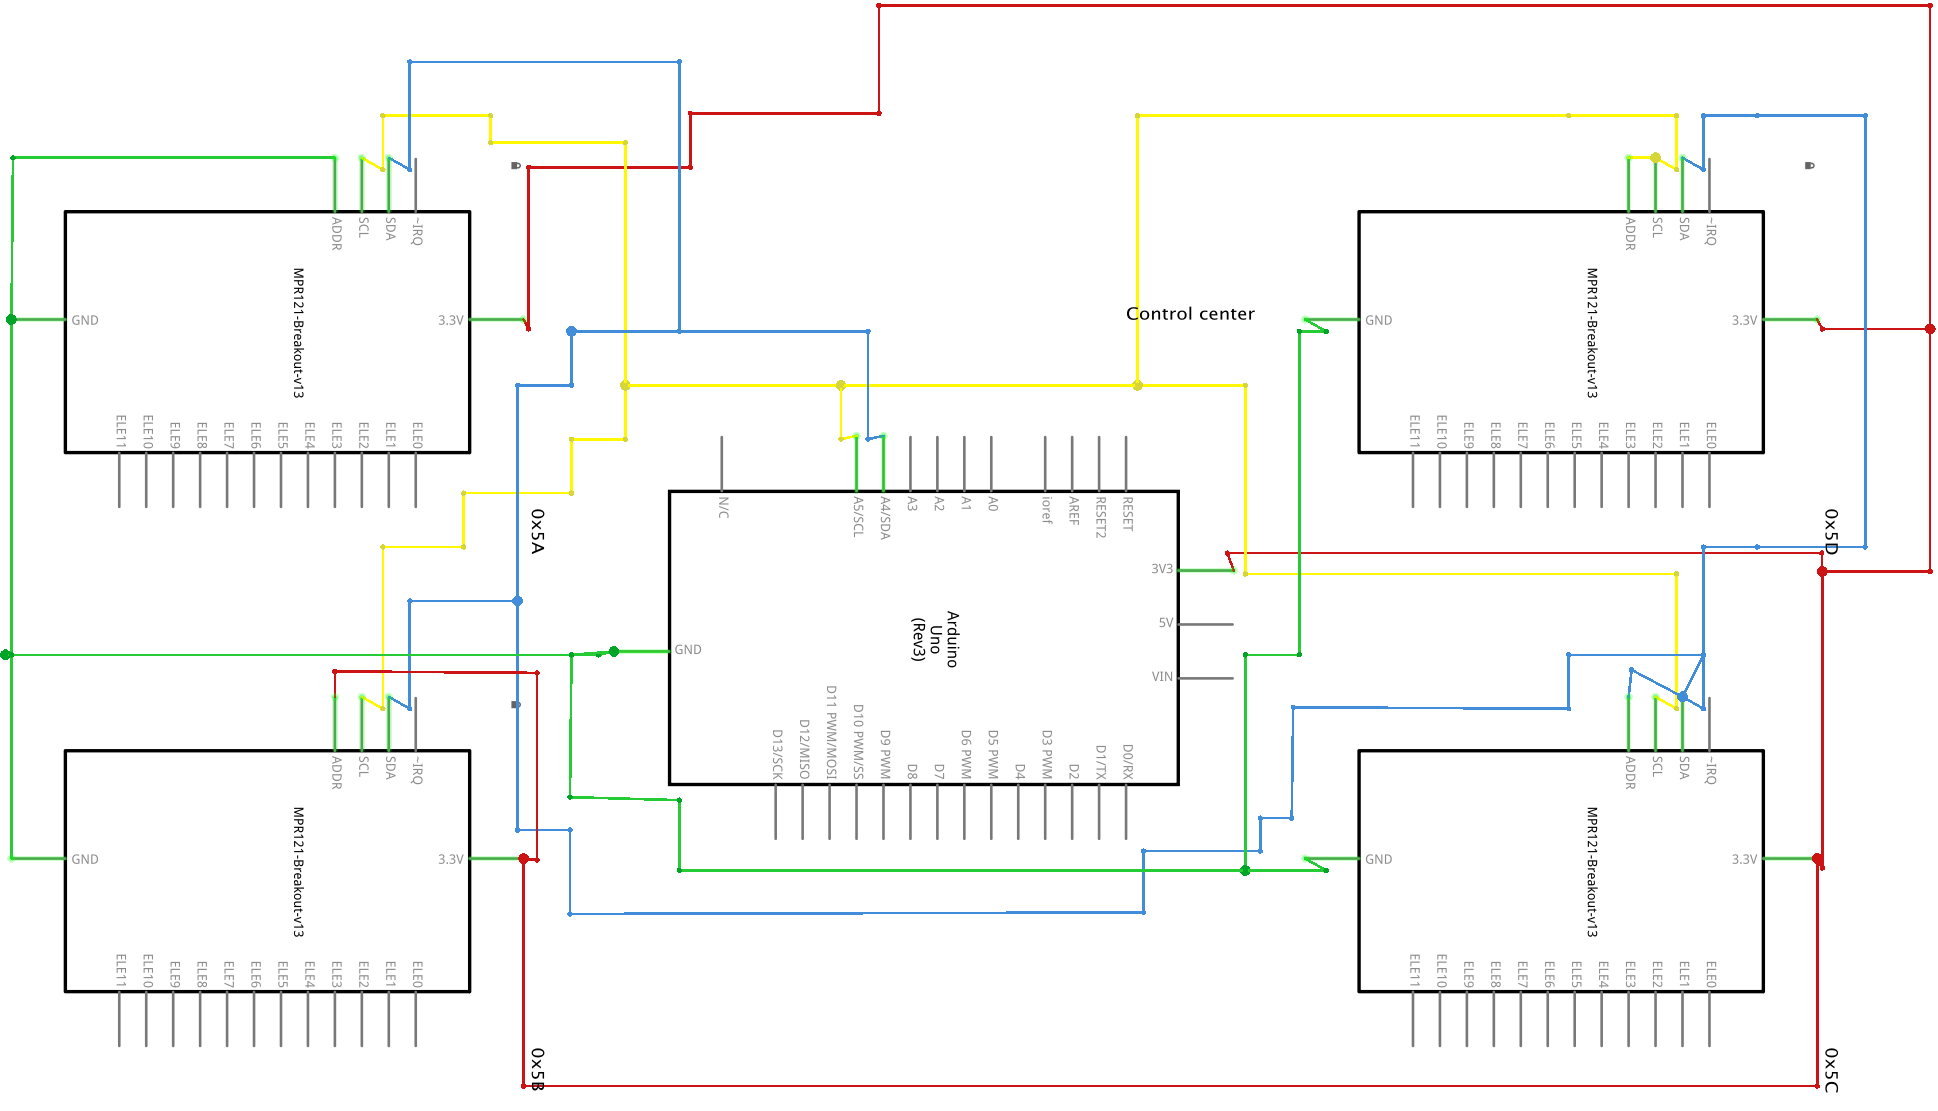 ADDR
SCL
SDA
~IRQ
MPR121-Breakout-v13
GND
3.3V
ELE11
ELE10
ELE9
ELE8
ELE7
ELE6
ELE5
ELE4
ELE3
ELE2
ELE1
ELE0
0x5A
Control center
ADDR
SCL
SDA
~IRQ
MPR121-Breakout-v13
GND
3.3V
ELE11
ELE10
ELE9
ELE8
ELE7
ELE6
ELE5
ELE4
ELE3
ELE2
ELE1
ELE0
0x5D
N/C
A5/SCL
A4/SDA
A3
A2
A1
A0
ioref
AREF
RESET2
RESET
3V3
5V
VIN
GND
Arduino
Uno
(Rev3)
D13/SCK
D12/MISO
D11 PWM/MOSI
D10 PWM/SS
D9 PWM
D8
D7
D6 PWM
D5 PWM
D4
D3 PWM
D2
D1/TX
D0/RX
ADDR
SCL
SDA
~IRQ
MPR121-Breakout-v13
GND
3.3V
ELE11
ELE10
ELE9
ELE8
ELE7
ELE6
ELE5
ELE4
ELE3
ELE2
ELE1
ELE0
0x5B
ADDR
SCL
SDA
~IRQ
MPR121-Breakout-v13
GND
3.3V
ELE11
ELE10
ELE9
ELE8
ELE7
ELE6
ELE5
ELE4
ELE3
ELE2
ELE1
ELE0
0x5C